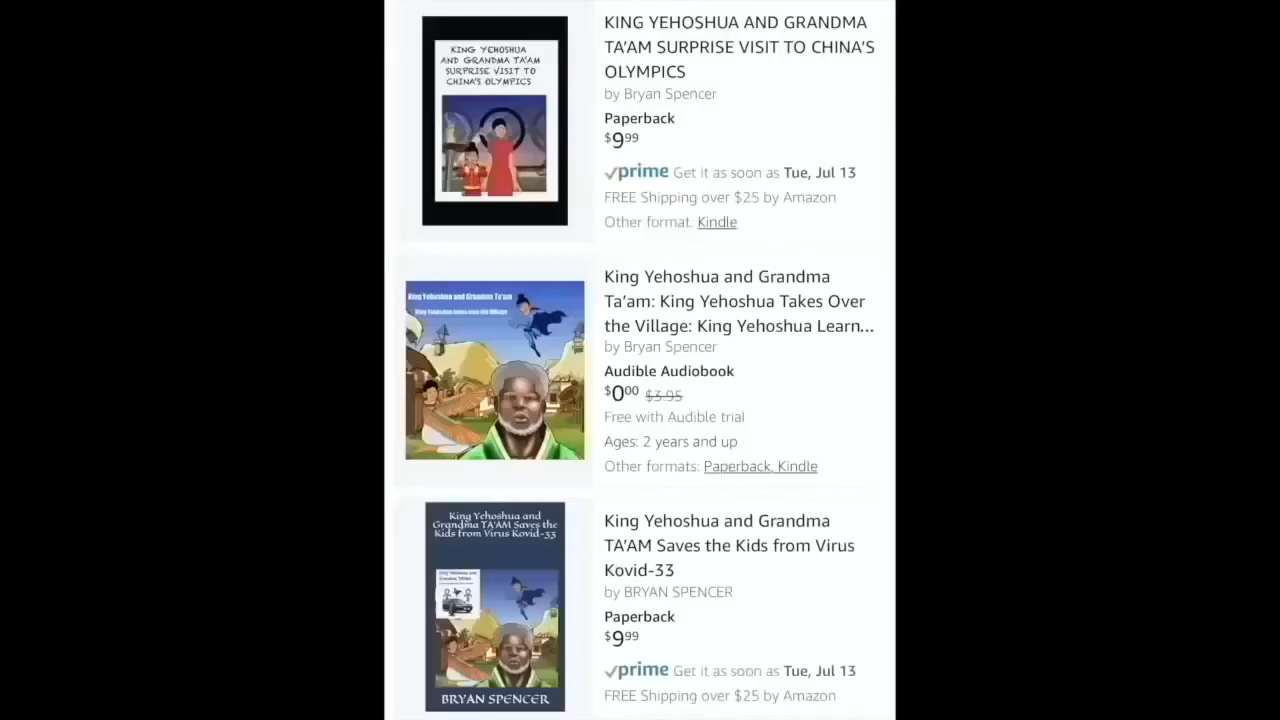 KING YEHOSHUA
AND GRANDMA TA'AM
SURPRISE VISIT TO
CHINA'S OLYMPICS
KING YEHOSHUA AND GRANDMA
TA'AM SURPRISE VISIT TO CHINA'S
OLYMPICS
by Bryan Spencer
Paperback
$9.99
prime Get it as soon as Tue, Jul 13
FREE Shipping over $25 by Amazon
Other format: Kindle
King Yehoshua and Grandma Ta'am
King Yehoshua takes over the Village
King Yehoshua and Grandma
Ta'am: King Yehoshua Takes Over
the Village: King Yehoshua Learn...
by Bryan Spencer
Audible Audiobook
$0.00 $3.95
Free with Audible trial
Ages: 2 years and up
Other formats: Paperback, Kindle
King Yehoshua and
Grandma TA'AM Saves the
Kids from Virus Kovid-33
BRYAN SPENCER
King Yehoshua and Grandma
TA'AM Saves the Kids from Virus
Kovid-33
by BRYAN SPENCER
Paperback
$9.99
prime Get it as soon as Tue, Jul 13
FREE Shipping over $25 by Amazon